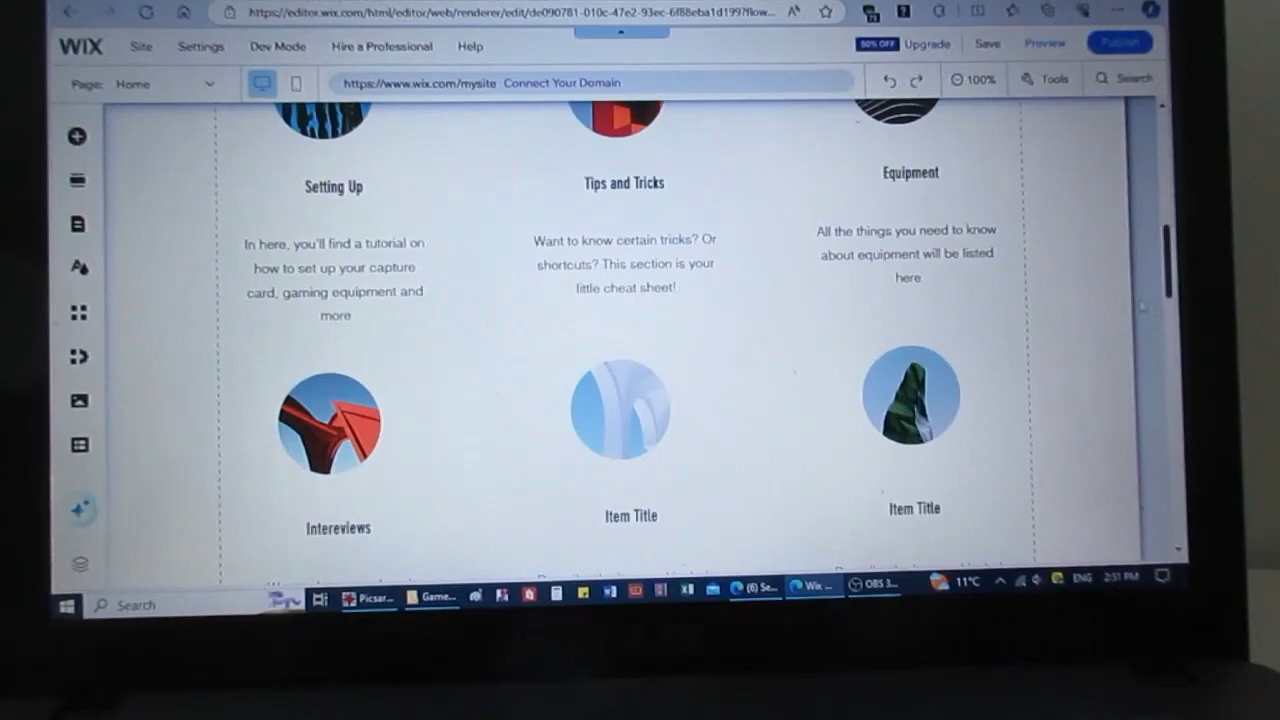 https://editor.wix.com/html/editor/web/renderer/edit/de090781-010c-47e2-93ec-6f88eba1d199?flow...
WIX Site Settings Dev Mode Hire a Professional Help 50% OFF Upgrade Save Preview Publish
Page: Home https://www.wix.com/mysite Connect Your Domain 100% Tools Search
Setting Up
Tips and Tricks
Equipment
In here, you'll find a tutorial on
how to set up your capture
card, gaming equipment and
more
Want to know certain tricks? Or
shortcuts? This section is your
little cheat sheet!
All the things you need to know
about equipment will be listed
here
Intereviews
Item Title
Item Title
Search Picsar... Game... (6) Se... Wix ... OBS 3... 11°C ENG 2:51 PM